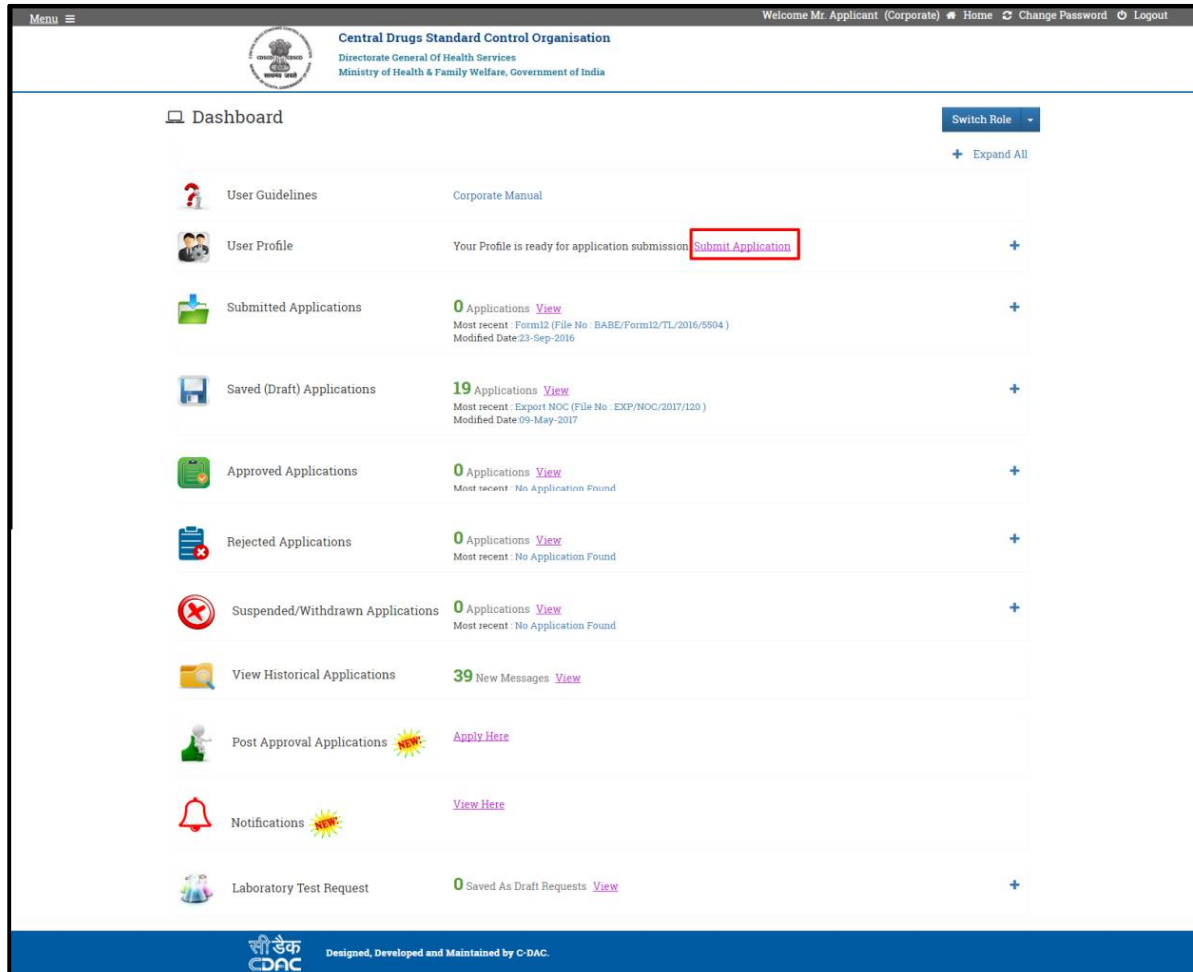 Menu
Welcome Mr. Applicant (Corporate) Home Change Password Logout
Central Drugs Standard Control Organisation
Directorate General Of Health Services
Ministry of Health & Family Welfare, Government of India
CDSCO CDSCO
Dashboard
Switch Role
+ Expand All
User Guidelines
Corporate Manual
User Profile
Your Profile is ready for application submission Submit Application
+
Submitted Applications
0 Applications View
+
Most recent : Form12 (File No : BABE/Form12/TL/2016/5504 )
Modified Date:23-Sep-2016
Saved (Draft) Applications
19 Applications View
+
Most recent : Export NOC (File No : EXP/NOC/2017/120 )
Modified Date:09-May-2017
Approved Applications
0 Applications View
+
Most recent : No Application Found
Rejected Applications
0 Applications View
+
Most recent : No Application Found
Suspended/Withdrawn Applications
0 Applications View
+
Most recent : No Application Found
View Historical Applications
39 New Messages View
Post Approval Applications NEW!
Apply Here
Notifications NEW!
View Here
Laboratory Test Request
0 Saved As Draft Requests View
+
सी डैक
CDAC
Designed, Developed and Maintained by C-DAC.